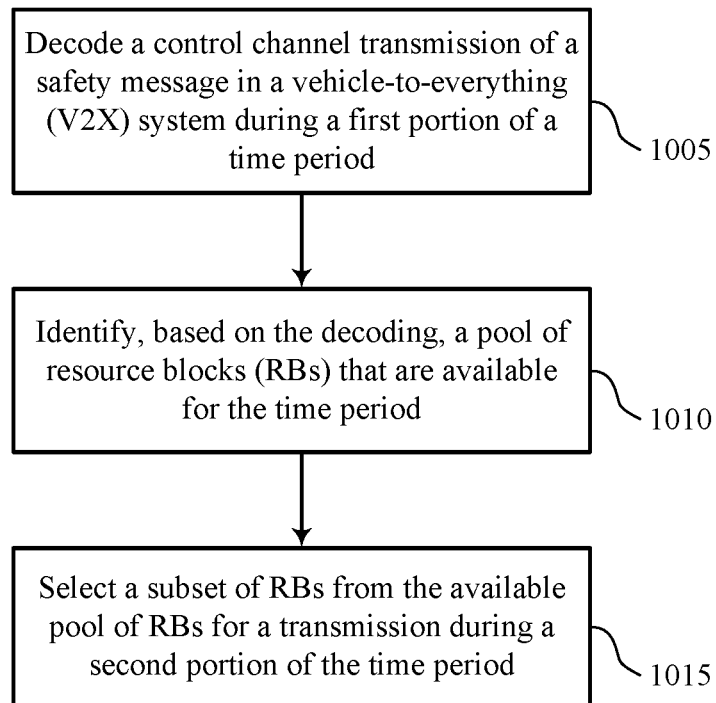 Decode a control channel transmission of a
safety message in a vehicle-to-everything
(V2X) system during a first portion of a
time period
1005
Identify, based on the decoding, a pool of
resource blocks (RBs) that are available
for the time period
1010
Select a subset of RBs from the available
pool of RBs for a transmission during a
second portion of the time period
1015